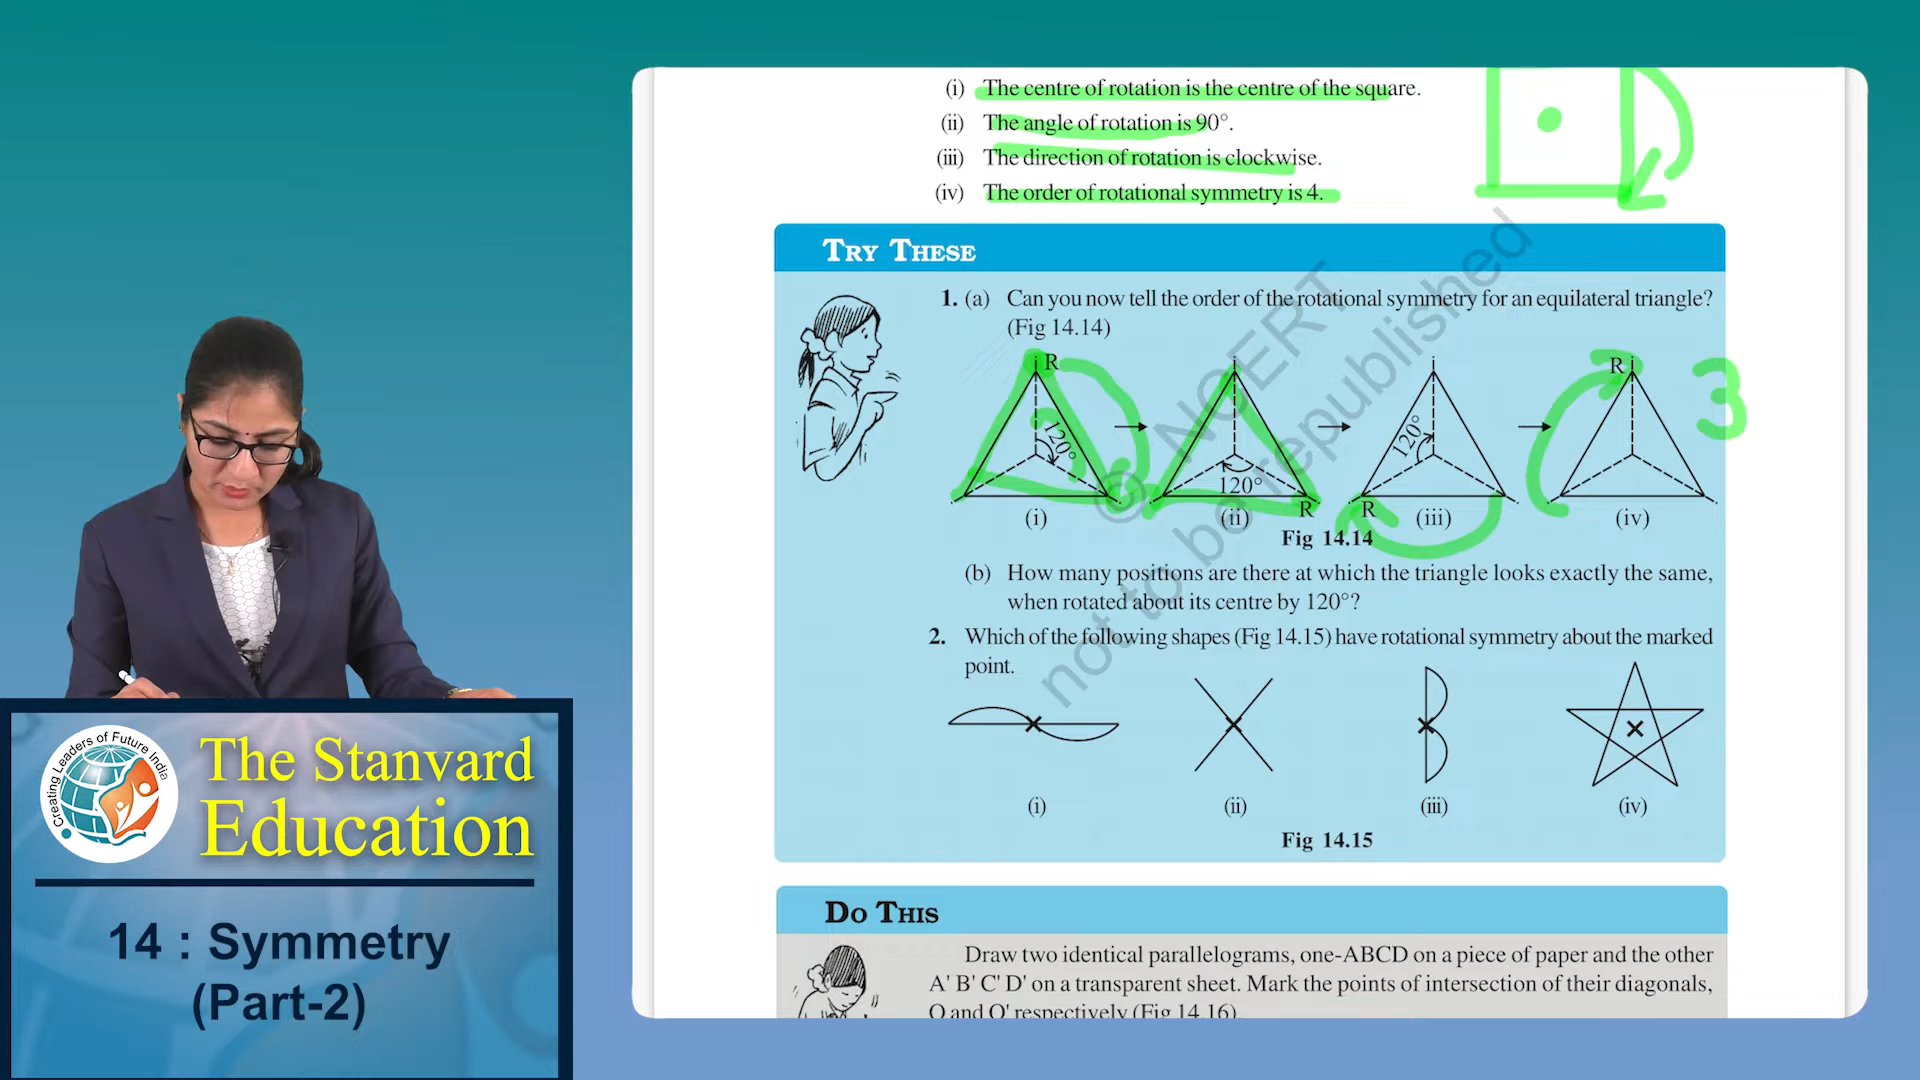 (i) The centre of rotation is the centre of the square.
(ii) The angle of rotation is 90°.
(iii) The direction of rotation is clockwise.
(iv) The order of rotational symmetry is 4.
TRY THESE
1. (a) Can you now tell the order of the rotational symmetry for an equilateral triangle?
(Fig 14.14)
R
R
3
120°
120°
120°
R
R
(i)
(ii)
(iii)
(iv)
Fig 14.14
(b) How many positions are there at which the triangle looks exactly the same,
when rotated about its centre by 120°?
2. Which of the following shapes (Fig 14.15) have rotational symmetry about the marked
point.
(i)
(ii)
(iii)
(iv)
Fig 14.15
© NCERT
not to be republished
DO THIS
Draw two identical parallelograms, one-ABCD on a piece of paper and the other
A' B' C' D' on a transparent sheet. Mark the points of intersection of their diagonals,
O and O' respectively (Fig 14.16)
Creating Leaders of Future India
The Stanvard
Education
14 : Symmetry
(Part-2)